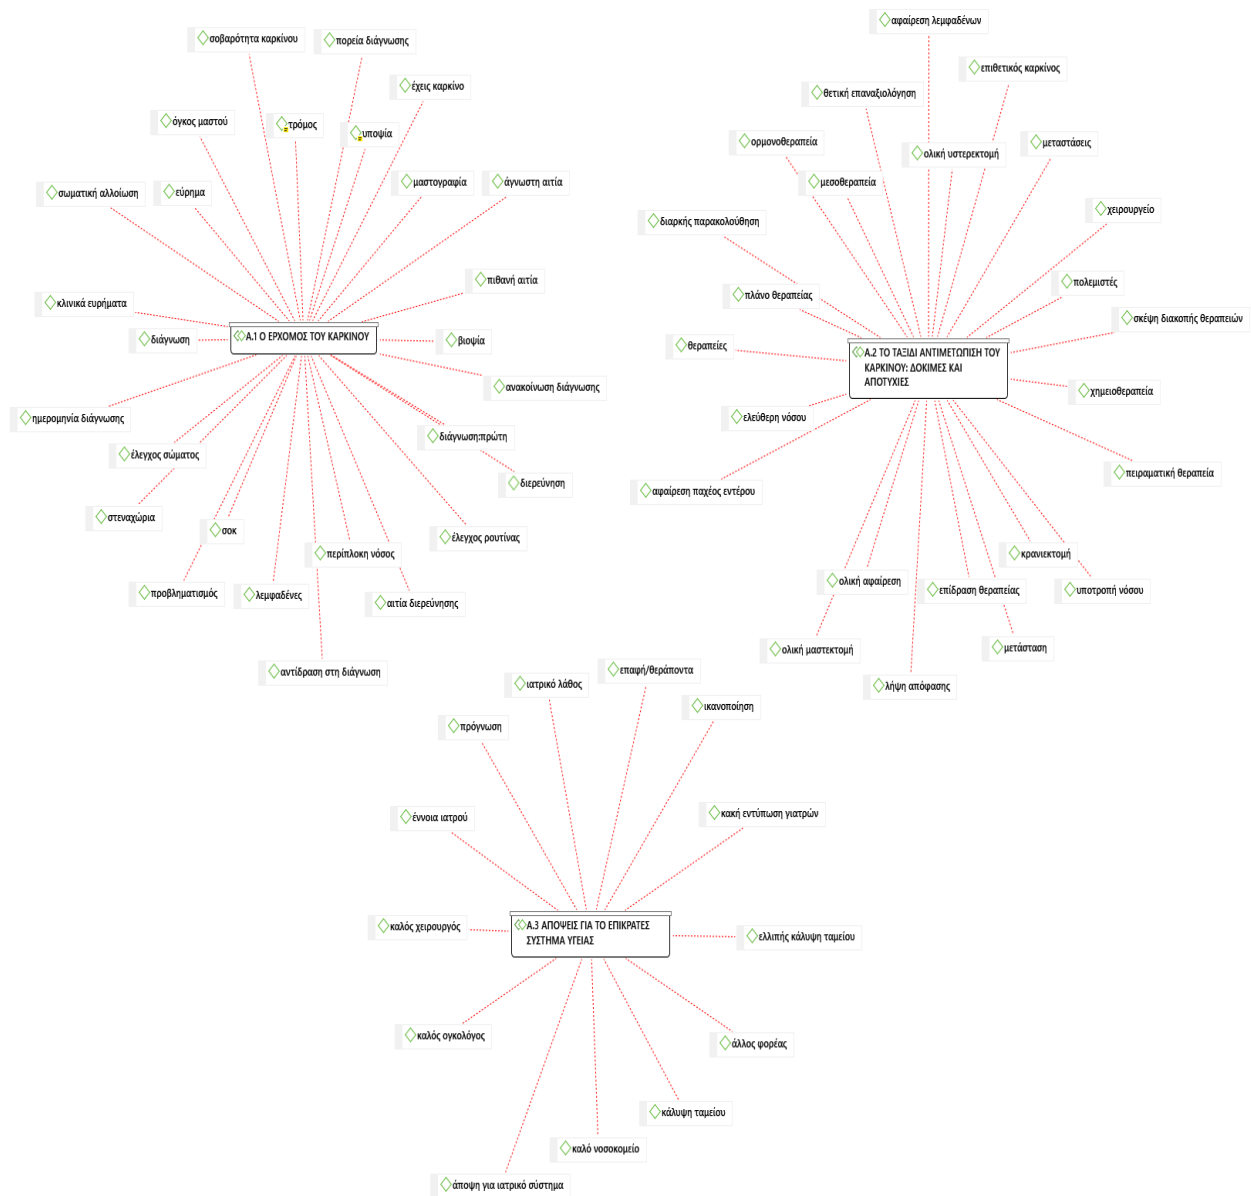 σοβαρότητα καρκίνου
πορεία διάγνωσης
έχεις καρκίνο
όγκος μαστού
τρόμος
υποψία
σωματική αλλοίωση
εύρημα
μαστογραφία
άγνωστη αιτία
πιθανή αιτία
κλινικά ευρήματα
διάγνωση
Α.1 Ο ΕΡΧΟΜΟΣ ΤΟΥ ΚΑΡΚΙΝΟΥ
βιοψία
ανακοίνωση διάγνωσης
ημερομηνία διάγνωσης
διάγνωση:πρώτη
έλεγχος σώματος
διερεύνηση
στεναχώρια
σοκ
έλεγχος ρουτίνας
περίπλοκη νόσος
προβληματισμός
λεμφαδένες
αιτία διερεύνησης
αντίδραση στη διάγνωση
αφαίρεση λεμφαδένων
επιθετικός καρκίνος
θετική επαναξιολόγηση
ορμονοθεραπεία
ολική υστερεκτομή
μεταστάσεις
μεσοθεραπεία
χειρουργείο
διαρκής παρακολούθηση
πολεμιστές
πλάνο θεραπείας
σκέψη διακοπής θεραπειών
θεραπείες
Α.2 ΤΟ ΤΑΞΙΔΙ ΑΝΤΙΜΕΤΩΠΙΣΗ ΤΟΥ
ΚΑΡΚΙΝΟΥ: ΔΟΚΙΜΕΣ ΚΑΙ
ΑΠΟΤΥΧΙΕΣ
χημειοθεραπεία
ελεύθερη νόσου
πειραματική θεραπεία
αφαίρεση παχέος εντέρου
κρανιεκτομή
ολική αφαίρεση
επίδραση θεραπείας
υποτροπή νόσου
ολική μαστεκτομή
μετάσταση
λήψη απόφασης
επαφή/θεράποντα
ιατρικό λάθος
ικανοποίηση
πρόγνωση
έννοια ιατρού
κακή εντύπωση γιατρών
καλός χειρουργός
Α.3 ΑΠΟΨΕΙΣ ΓΙΑ ΤΟ ΕΠΙΚΡΑΤΕΣ
ΣΥΣΤΗΜΑ ΥΓΕΙΑΣ
ελλιπής κάλυψη ταμείου
καλός ογκολόγος
άλλος φορέας
κάλυψη ταμείου
καλό νοσοκομείο
άποψη για ιατρικό σύστημα